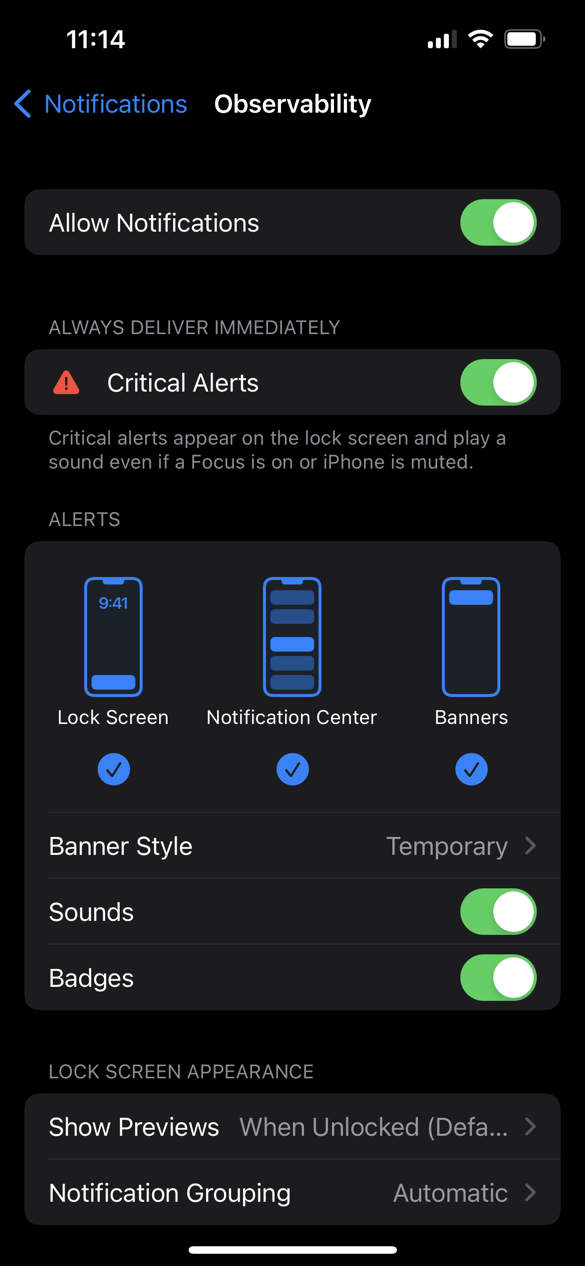 11:14
Notifications Observability
Allow Notifications
ALWAYS DELIVER IMMEDIATELY
Critical Alerts
Critical alerts appear on the lock screen and play a
sound even if a Focus is on or iPhone is muted.
ALERTS
9:41
Lock Screen Notification Center Banners
Banner Style Temporary
Sounds
Badges
LOCK SCREEN APPEARANCE
Show Previews When Unlocked (Defa...
Notification Grouping Automatic